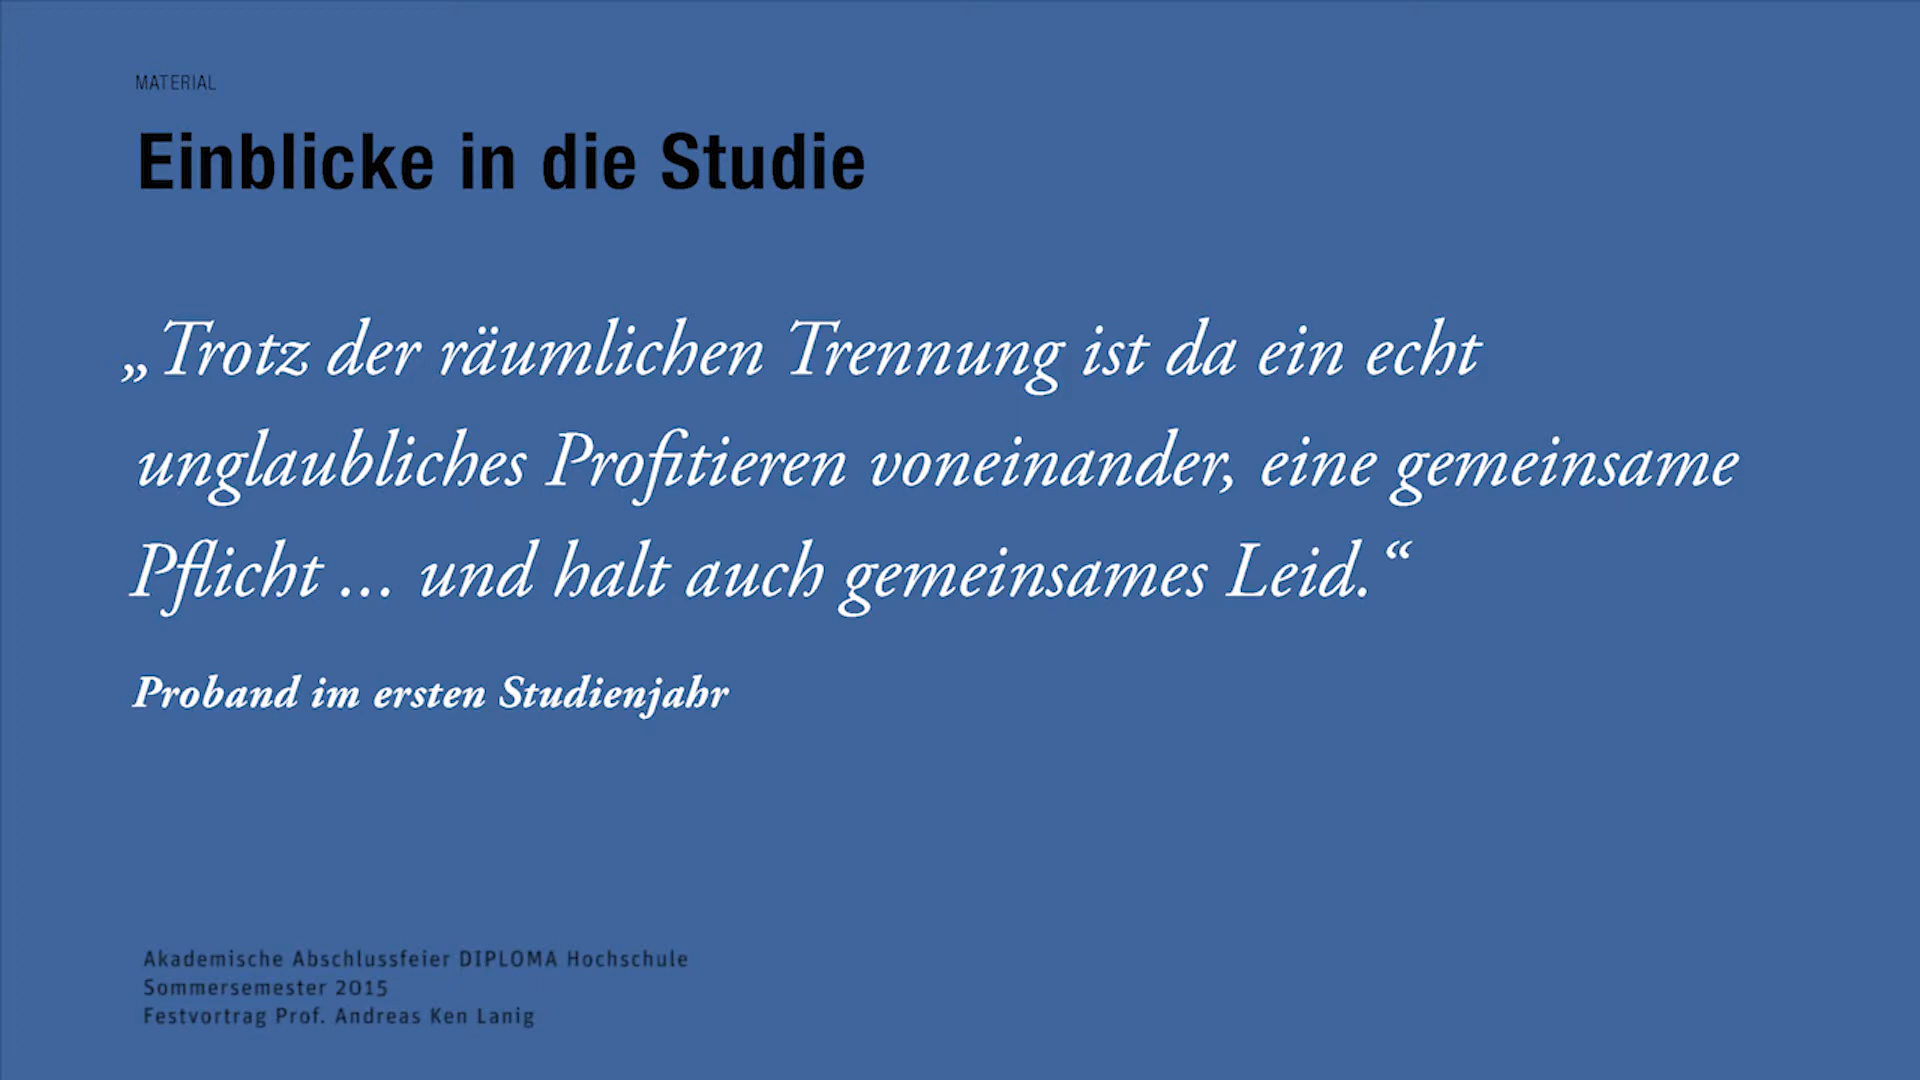 MATERIAL
Einblicke in die Studie
„Trotz der räumlichen Trennung ist da ein echt
unglaubliches Profitieren voneinander, eine gemeinsame
Pflicht ... und halt auch gemeinsames Leid.“
Proband im ersten Studienjahr
Akademische Abschlussfeier DIPLOMA Hochschule
Sommersemester 2015
Festvortrag Prof. Andreas Ken Lanig